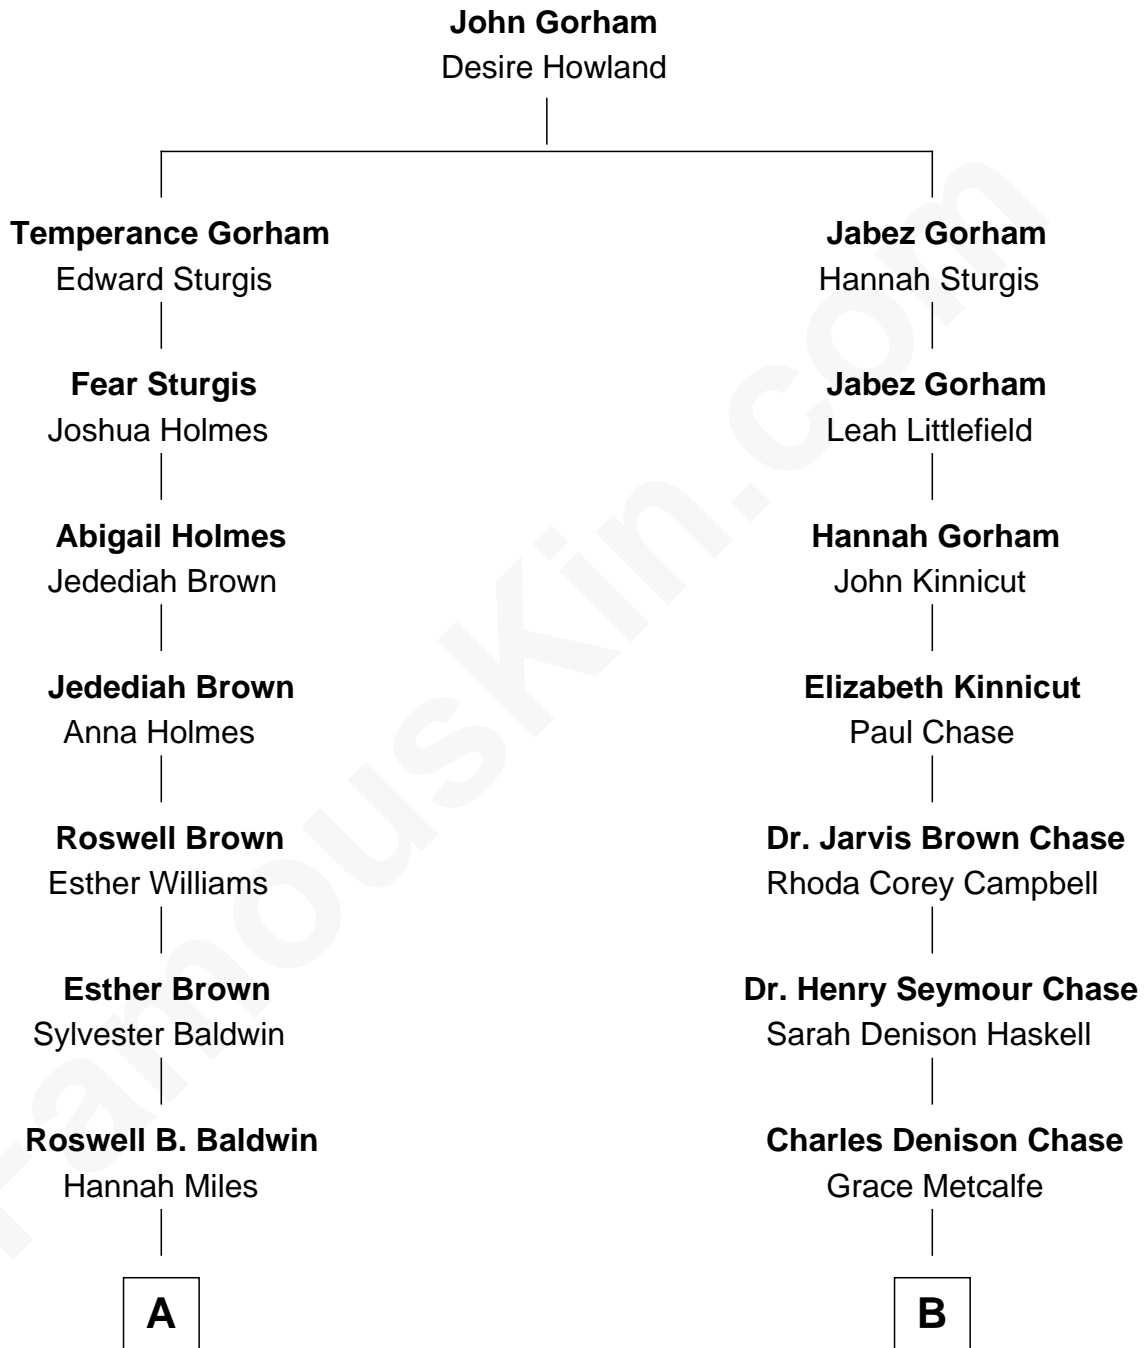 John Gorham
Desire Howland
Temperance Gorham
Edward Sturgis
Jabez Gorham
Hannah Sturgis
Fear Sturgis
Joshua Holmes
Jabez Gorham
Leah Littlefield
Abigail Holmes
Jedediah Brown
Hannah Gorham
John Kinnicut
Jedediah Brown
Anna Holmes
Elizabeth Kinnicut
Paul Chase
Roswell Brown
Esther Williams
Dr. Jarvis Brown Chase
Rhoda Corey Campbell
Esther Brown
Sylvester Baldwin
Dr. Henry Seymour Chase
Sarah Denison Haskell
Roswell B. Baldwin
Hannah Miles
Charles Denison Chase
Grace Metcalfe
A
B
FamousKin.com